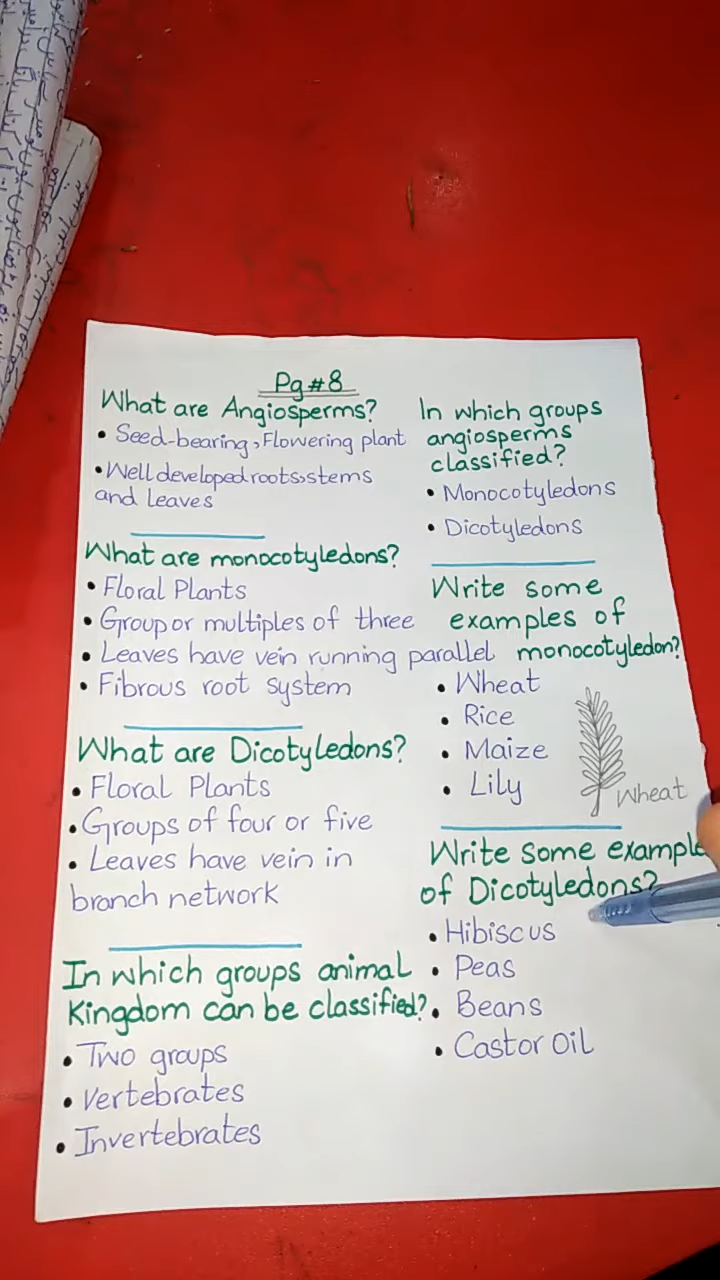 Pg#8
What are Angiosperms?
• Seed-bearing, Flowering plant
• Well developed roots, stems
and leaves
What are monocotyledons?
• Floral Plants
• Group or multiples of three
• Leaves have vein running parallel
• Fibrous root system
What are Dicotyledons?
• Floral Plants
• Groups of four or five
• Leaves have vein in
branch network
In which groups animal
Kingdom can be classified?
• Two groups
• Vertebrates
• Invertebrates
In which groups
angiosperms
classified?
• Monocotyledons
• Dicotyledons
Write some
examples of
monocotyledon?
• Wheat
• Rice
• Maize
• Lily
Wheat
Write some example
of Dicotyledons?
• Hibiscus
• Peas
• Beans
• Castor Oil